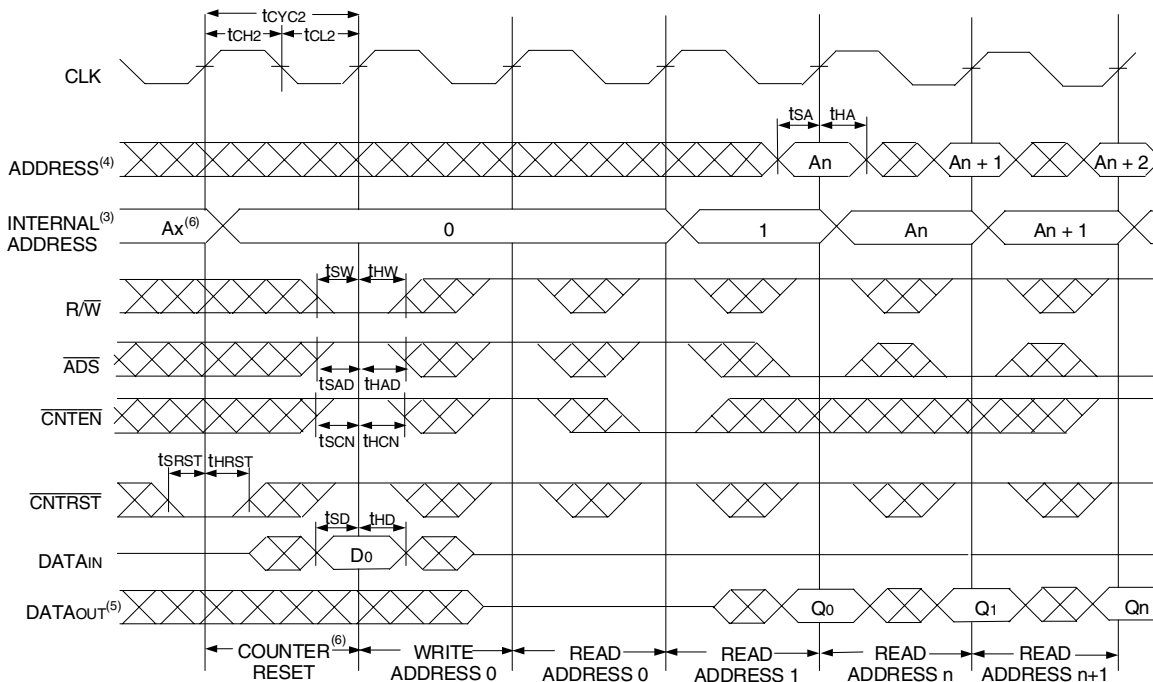 tCYC2
tCH2 tCL2
CLK
tSA tHA
ADDRESS(4) An An + 1 An + 2
INTERNAL(3) ADDRESS Ax(6) 0 1 An An + 1
tSW tHW
R/W̅
A̅D̅S̅
tSAD tHAD
C̅N̅T̅E̅N̅
tSCN tHCN
tSRST tHRST
C̅N̅T̅R̅S̅T̅
tSD tHD
DATAIN D0
DATAOUT(5) Q0 Q1 Qn
COUNTER(6) RESET
WRITE ADDRESS 0
READ ADDRESS 0
READ ADDRESS 1
READ ADDRESS n
READ ADDRESS n+1